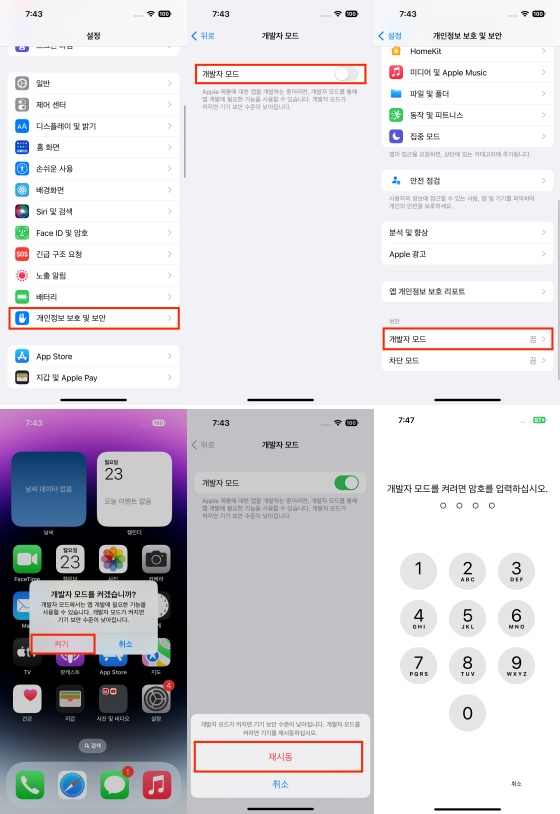 7:43
설정
일반
제어 센터
디스플레이 및 밝기
홈 화면
손쉬운 사용
배경화면
Siri 및 검색
Face ID 및 암호
SOS
긴급 구조 요청
노출 알림
배터리
개인정보 보호 및 보안
App Store
지갑 및 Apple Pay
7:43
뒤로
개발자 모드
개발자 모드
Apple 제품에 대한 앱을 개발하는 중이라면, 개발자 모드를 통해
앱 개발에 필요한 기능을 사용할 수 있습니다. 개발자 모드가
켜지면 기기 보안 수준이 낮아집니다.
7:43
설정
개인정보 보호 및 보안
HomeKit
미디어 및 Apple Music
파일 및 폴더
동작 및 피트니스
집중 모드
앱이 접근을 요청하면, 상단에 있는 카테고리에 추가됩니다.
안전 점검
사용자의 정보에 접근할 수 있는 사람, 앱 및 기기를 파악하여
개인의 안전을 보호하세요.
분석 및 향상
Apple 광고
앱 개인정보 보호 리포트
보안
개발자 모드
끔
차단 모드
끔
7:43
날씨 데이터 없음
날씨
월요일
23
오늘 이벤트 없음
캘린더
FaceTime
월요일
23
캘린더
사진
카메라
개발자 모드를 켜겠습니까?
개발자 모드에서는 앱 개발에 필요한 기능을
사용할 수 있습니다. 개발자 모드가 켜지면
기기 보안 수준이 낮아집니다.
켜기
취소
TV
팟캐스트
App Store
지도
건강
지갑
사진 및 비디오
4
설정
검색
1
7:43
뒤로
개발자 모드
개발자 모드
Apple 제품에 대한 앱을 개발하는 중이라면, 개발자 모드를 통해
앱 개발에 필요한 기능을 사용할 수 있습니다. 개발자 모드가
켜지면 기기 보안 수준이 낮아집니다.
개발자 모드가 켜지면 기기 보안 수준이 낮아집니다. 개발자 모드를
켜려면 기기를 재시동하십시오.
재시동
취소
7:47
개발자 모드를 켜려면 암호를 입력하십시오.
1
2
ABC
3
DEF
4
GHI
5
JKL
6
MNO
7
PQRS
8
TUV
9
WXYZ
0
취소